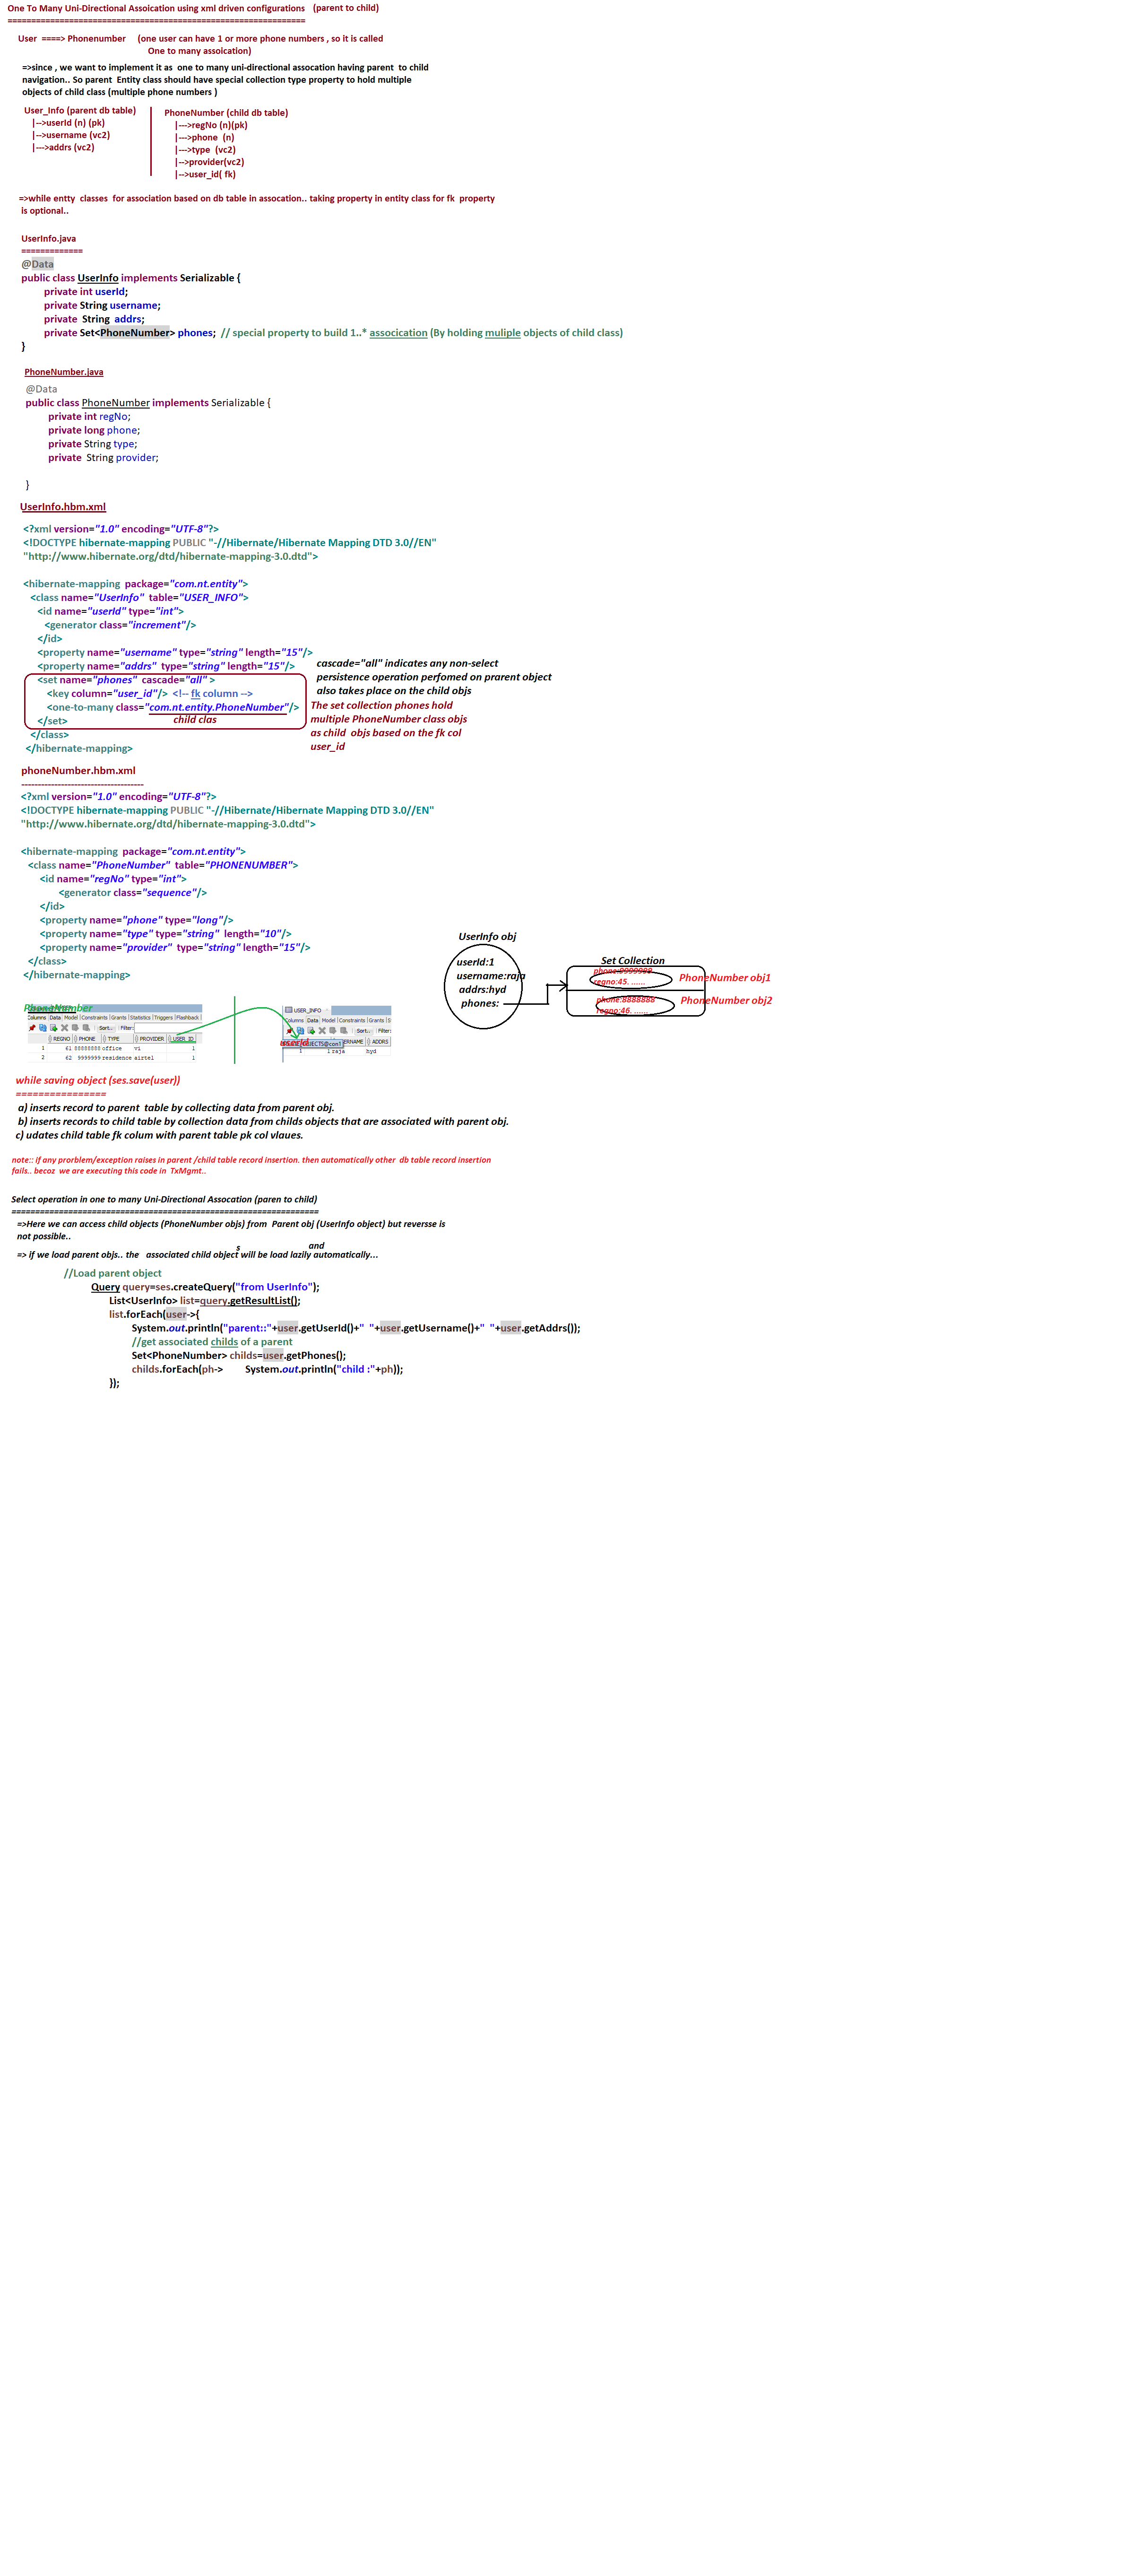 One To Many Uni-Directional Assoication using xml driven configurations (parent to child)
==============================================================
User ====> Phonenumber (one user can have 1 or more phone numbers , so it is called
One to many assoication)
=>since , we want to implement it as one to many uni-directional assocation having parent to child
navigation.. So parent Entity class should have special collection type property to hold multiple
objects of child class (multiple phone numbers )
User_Info (parent db table)
|-->userId (n) (pk)
|-->username (vc2)
|--->addrs (vc2)
PhoneNumber (child db table)
|--->regNo (n)(pk)
|--->phone (n)
|--->type (vc2)
|-->provider(vc2)
|-->user_id( fk)
=>while entty classes for association based on db table in assocation.. taking property in entity class for fk property
is optional..
UserInfo.java
=============
@Data
public class UserInfo implements Serializable {
private int userId;
private String username;
private String addrs;
private Set<PhoneNumber> phones; // special property to build 1..* assocication (By holding muliple objects of child class)
}
PhoneNumber.java
@Data
public class PhoneNumber implements Serializable {
private int regNo;
private long phone;
private String type;
private String provider;
}
UserInfo.hbm.xml
<?xml version="1.0" encoding="UTF-8"?>
<!DOCTYPE hibernate-mapping PUBLIC "-//Hibernate/Hibernate Mapping DTD 3.0//EN"
"http://www.hibernate.org/dtd/hibernate-mapping-3.0.dtd">
<hibernate-mapping package="com.nt.entity">
<class name="UserInfo" table="USER_INFO">
<id name="userId" type="int">
<generator class="increment"/>
</id>
<property name="username" type="string" length="15"/>
<property name="addrs" type="string" length="15"/>
<set name="phones" cascade="all" >
<key column="user_id"/> <!-- fk column -->
<one-to-many class="com.nt.entity.PhoneNumber"/>
</set>
child clas
</class>
</hibernate-mapping>
cascade="all" indicates any non-select
persistence operation perfomed on prarent object
also takes place on the child objs
The set collection phones hold
multiple PhoneNumber class objs
as child objs based on the fk col
user_id
phoneNumber.hbm.xml
-------------------------------------
<?xml version="1.0" encoding="UTF-8"?>
<!DOCTYPE hibernate-mapping PUBLIC "-//Hibernate/Hibernate Mapping DTD 3.0//EN"
"http://www.hibernate.org/dtd/hibernate-mapping-3.0.dtd">
<hibernate-mapping package="com.nt.entity">
<class name="PhoneNumber" table="PHONENUMBER">
<id name="regNo" type="int">
<generator class="sequence"/>
</id>
<property name="phone" type="long"/>
<property name="type" type="string" length="10"/>
<property name="provider" type="string" length="15"/>
</class>
</hibernate-mapping>
UserInfo obj
userId:1
username:raja
addrs:hyd
phones:
Set Collection
phone:9999999
regno:45. ......
PhoneNumber obj1
phone:8888888
regno:46. ......
PhoneNumber obj2
PhoneNumber
Columns Data Model Constraints Grants Statistics Triggers Flashback
Sort.. Filter:
REGNO PHONE TYPE PROVIDER USER_ID
1 61 88888888 office vi 1
2 62 9999999 residence airtel 1
USER_INFO
Columns Data Model Constraints Grants
Sort.. Filter:
ADDRS
1 1 raja hyd
while saving object (ses.save(user))
================
a) inserts record to parent table by collecting data from parent obj.
b) inserts records to child table by collection data from childs objects that are associated with parent obj.
c) udates child table fk colum with parent table pk col vlaues.
note:: if any prorblem/exception raises in parent /child table record insertion. then automatically other db table record insertion
fails.. becoz we are executing this code in TxMgmt..
Select operation in one to many Uni-Directional Assocation (paren to child)
================================================================
=>Here we can access child objects (PhoneNumber objs) from Parent obj (UserInfo object) but reversse is
not possible..
s and
=> if we load parent objs.. the associated child object will be load lazily automatically...
//Load parent object
Query query=ses.createQuery("from UserInfo");
List<UserInfo> list=query.getResultList();
list.forEach(user->{
System.out.println("parent::"+user.getUserId()+" "+user.getUsername()+" "+user.getAddrs());
//get associated childs of a parent
Set<PhoneNumber> childs=user.getPhones();
childs.forEach(ph-> System.out.println("child :"+ph));
});